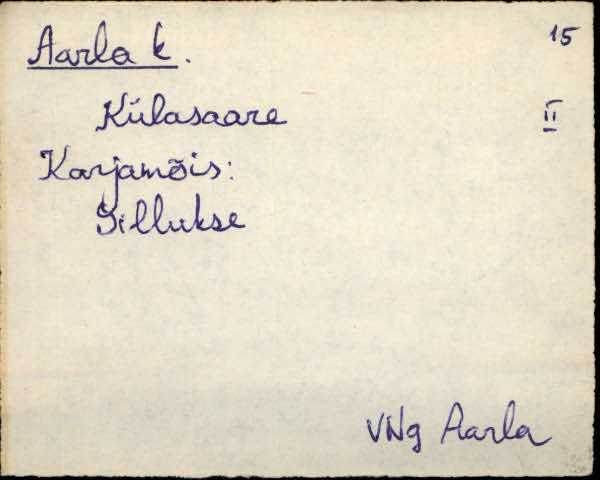 Aarla k. 15
Külasaare II
Karjamõis:
Sillukse
VNg Aarla